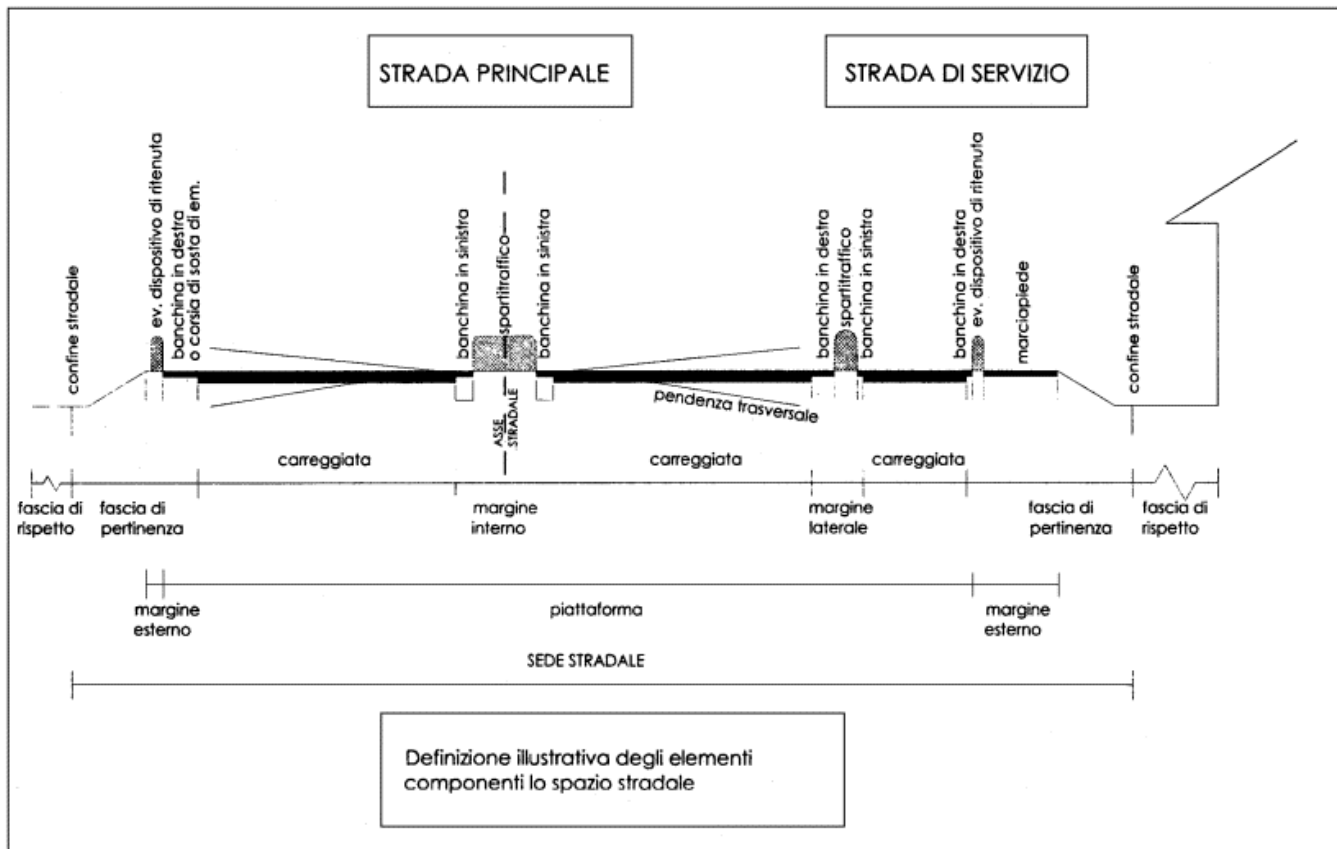 STRADA PRINCIPALE
STRADA DI SERVIZIO
confine stradale
ev. dispositivo di ritenuta
banchina in destra
o corsia di sosta di em.
banchina in sinistra
spartitraffico
banchina in sinistra
banchina in destra
spartitraffico
banchina in sinistra
banchina in destra
ev. dispositivo di ritenuta
marciapiede
confine stradale
pendenza trasversale
ASSE
STRADALE
carreggiata
carreggiata
carreggiata
fascia di
rispetto
fascia di
pertinenza
margine
interno
margine
laterale
fascia di
pertinenza
fascia di
rispetto
margine
esterno
piattaforma
margine
esterno
SEDE STRADALE
Definizione illustrativa degli elementi
componenti lo spazio stradale